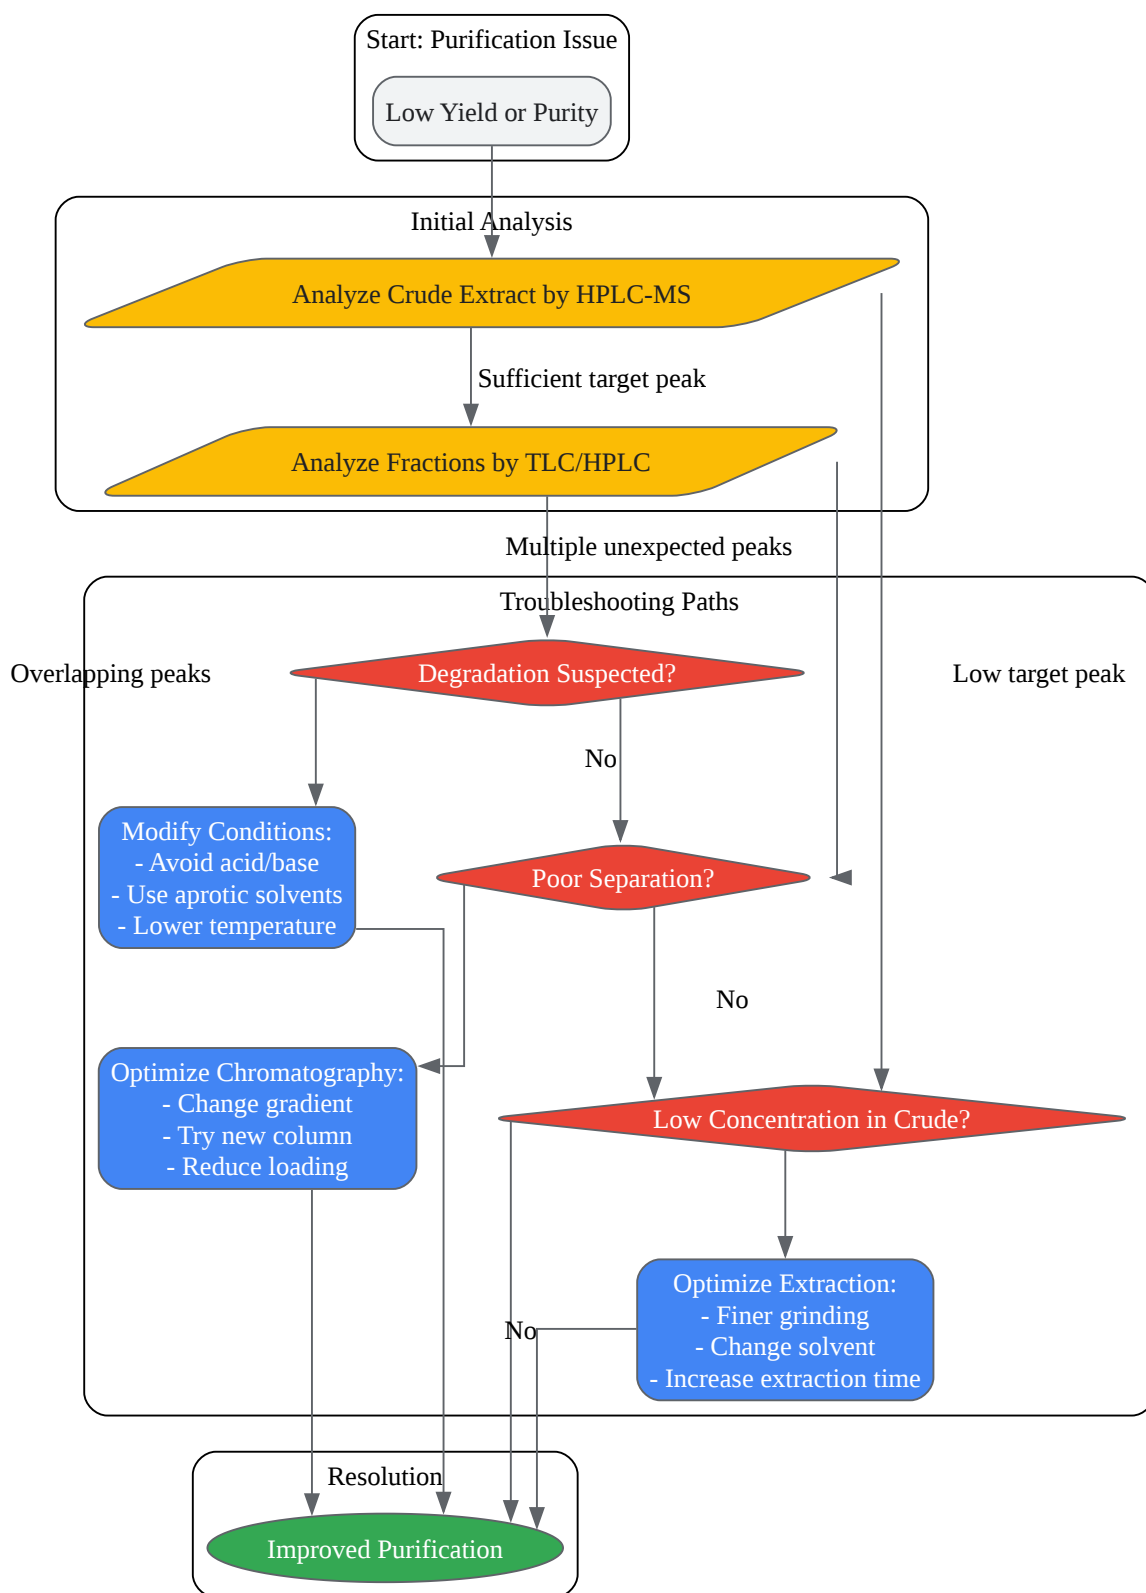 Start: Purification Issue
Low Yield or Purity
Initial Analysis
Analyze Crude Extract by HPLC-MS
Sufficient target peak
Analyze Fractions by TLC/HPLC
Multiple unexpected peaks
Troubleshooting Paths
Overlapping peaks
Degradation Suspected?
Low target peak
No
Modify Conditions:
- Avoid acid/base
- Use aprotic solvents
- Lower temperature
Poor Separation?
No
Optimize Chromatography:
- Change gradient
- Try new column
- Reduce loading
Low Concentration in Crude?
Optimize Extraction:
- Finer grinding
- Change solvent
- Increase extraction time
No
Resolution
Improved Purification